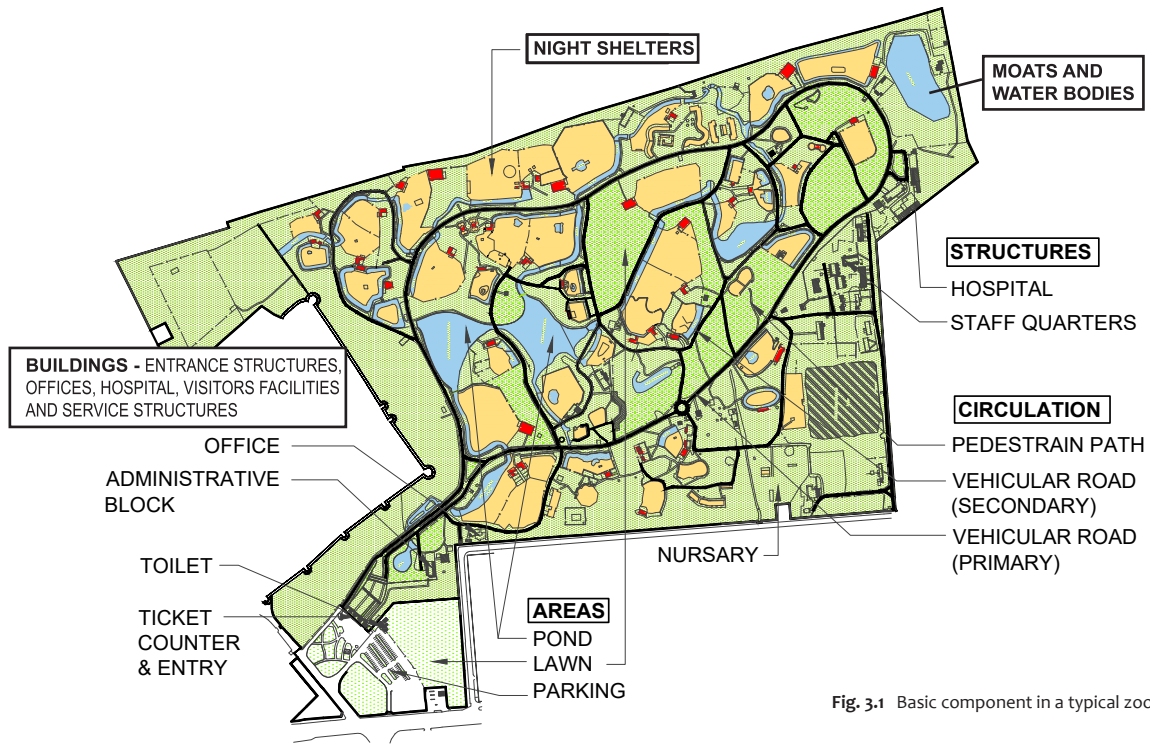 NIGHT SHELTERS
MOATS AND
WATER BODIES
STRUCTURES
HOSPITAL
STAFF QUARTERS
BUILDINGS - ENTRANCE STRUCTURES,
OFFICES, HOSPITAL, VISITORS FACILITIES
AND SERVICE STRUCTURES
OFFICE
ADMINISTRATIVE
BLOCK
TOILET
TICKET
COUNTER
& ENTRY
CIRCULATION
PEDESTRAIN PATH
VEHICULAR ROAD
(SECONDARY)
VEHICULAR ROAD
(PRIMARY)
NURSARY
AREAS
POND
LAWN
PARKING
Fig. 3.1 Basic component in a typical zoo